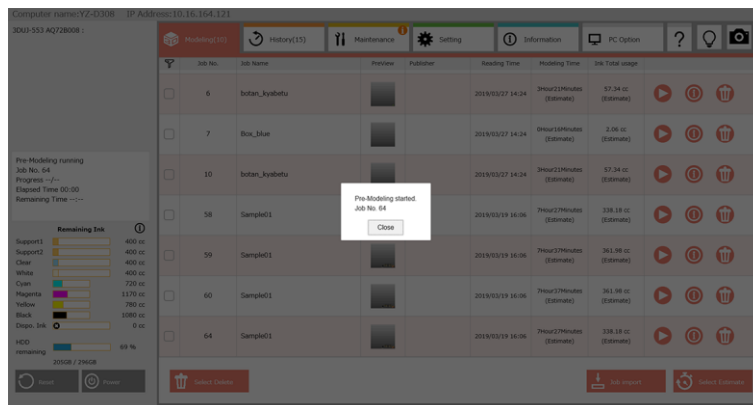 Computer name:YZ-D308 IP Address:10.16.164.121
3DUJ-553 AQ72B008 :
Modeling(10)
History(15)
Maintenance
Setting
Information
PC Option
?
Job No.
Job Name
Preview
Publisher
Reading Time
Modeling Time
Ink Total usage
6
botan_kyabetu
2019/03/27 14:24
3Hour21Minutes
(Estimate)
57.34 cc
(Estimate)
7
Box_blue
2019/03/27 14:24
0Hour16Minutes
(Estimate)
2.06 cc
(Estimate)
10
botan_kyabetu
2019/03/27 14:24
3Hour21Minutes
(Estimate)
57.34 cc
(Estimate)
58
Sample01
2019/03/19 16:06
7Hour27Minutes
(Estimate)
338.18 cc
(Estimate)
59
Sample01
2019/03/19 16:06
7Hour37Minutes
(Estimate)
361.98 cc
(Estimate)
60
Sample01
2019/03/19 16:06
7Hour37Minutes
(Estimate)
361.98 cc
(Estimate)
64
Sample01
2019/03/19 16:06
7Hour27Minutes
(Estimate)
338.18 cc
(Estimate)
Pre-Modeling started.
Job No. 64
Close
Pre-Modeling running
Job No. 64
Progress --/--
Elapsed Time 00:00
Remaining Time --:--
Remaining Ink
Support1 400 cc
Support2 400 cc
Clear 400 cc
White 400 cc
Cyan 720 cc
Magenta 1170 cc
Yellow 780 cc
Black 1080 cc
Dispo. Ink 0 cc
HDD
remaining
69 %
205GB / 296GB
Reset
Power
Select Delete
Job import
Select Estimate